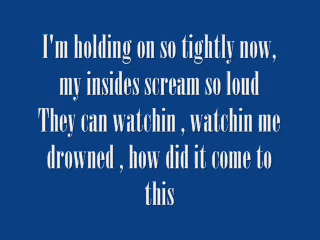 I'm holding on so tightly now,
my insides scream so loud
They can watchin , watchin me
drowned , how did it come to
this